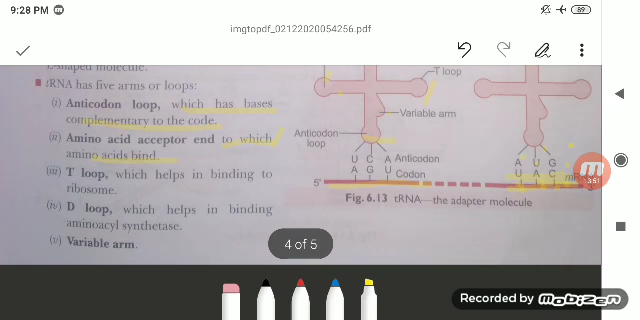 9:28 PM
89
imgtopdf_02122020054256.pdf
L-shaped molecule.
tRNA has five arms or loops:
(i) Anticodon loop, which has bases
complementary to the code.
(ii) Amino acid acceptor end to which
amino acids bind.
(iii) T loop, which helps in binding to
ribosome.
(iv) D loop, which helps in binding
aminoacyl synthetase.
(v) Variable arm.
T loop
Variable arm
Anticodon
loop
U C A Anticodon
A G U Codon
5'
A U G
U A C
Fig. 6.13 tRNA—the adapter molecule
4 of 5
Recorded by Mobizen